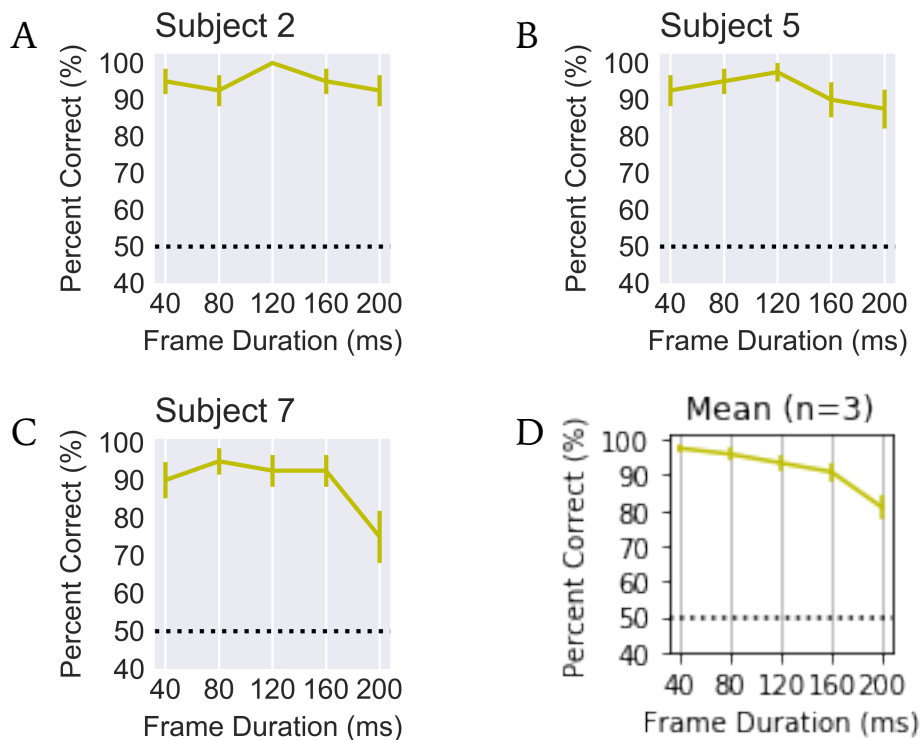 A
Subject 2
Percent Correct (%)
100
90
80
70
60
50
40
40 80 120 160 200
Frame Duration (ms)
B
Subject 5
Percent Correct (%)
100
90
80
70
60
50
40
40 80 120 160 200
Frame Duration (ms)
C
Subject 7
Percent Correct (%)
100
90
80
70
60
50
40
40 80 120 160 200
Frame Duration (ms)
D
Mean (n=3)
Percent Correct (%)
100
90
80
70
60
50
40
40 80 120 160 200
Frame Duration (ms)